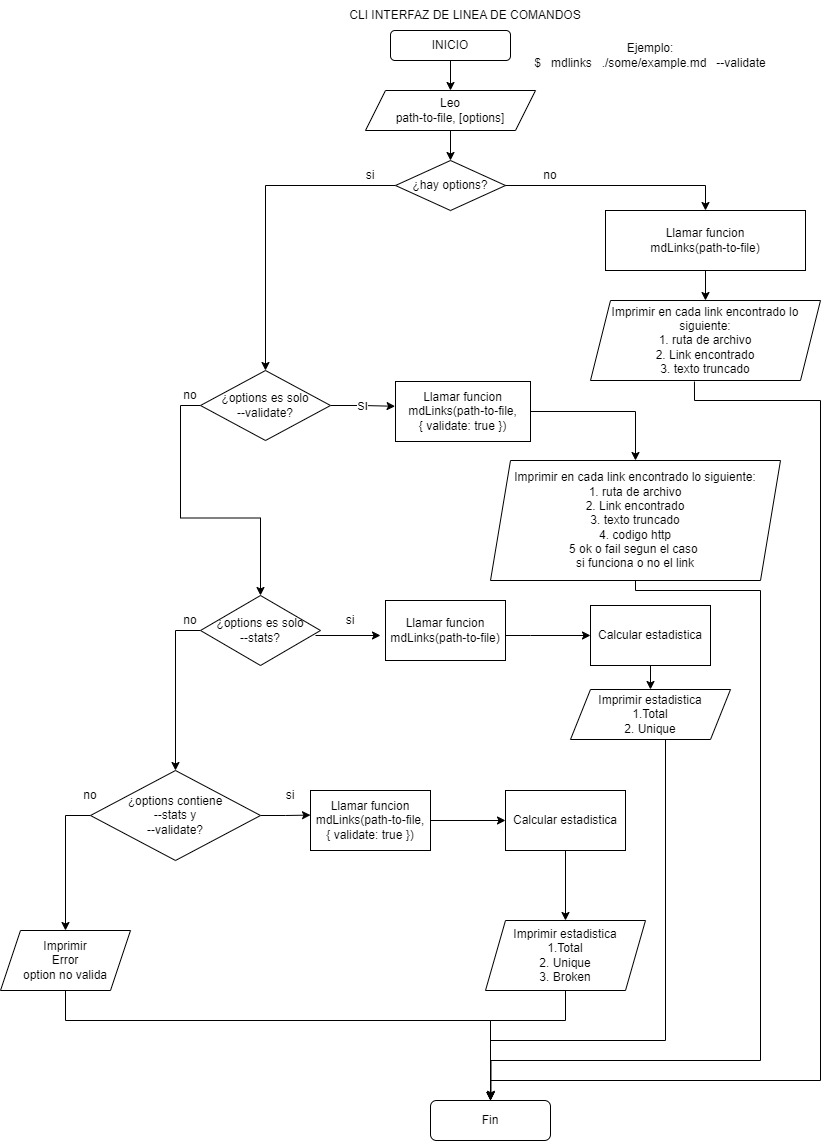 CLI INTERFAZ DE LINEA DE COMANDOS
INICIO
Ejemplo:
$ mdlinks ./some/example.md --validate
Leo
path-to-file, [options]
¿hay options?
si
no
Llamar funcion
mdLinks(path-to-file)
Imprimir en cada link encontrado lo
siguiente:
1. ruta de archivo
2. Link encontrado
3. texto truncado
¿options es solo
--validate?
no
SI
Llamar funcion
mdLinks(path-to-file,
{ validate: true })
Imprimir en cada link encontrado lo siguiente:
1. ruta de archivo
2. Link encontrado
3. texto truncado
4. codigo http
5 ok o fail segun el caso
si funciona o no el link
¿options es solo
--stats?
no
si
Llamar funcion
mdLinks(path-to-file)
Calcular estadistica
Imprimir estadistica
1.Total
2. Unique
¿options contiene
--stats y
--validate?
no
si
Llamar funcion
mdLinks(path-to-file,
{ validate: true })
Calcular estadistica
Imprimir estadistica
1.Total
2. Unique
3. Broken
Imprimir
Error
option no valida
Fin